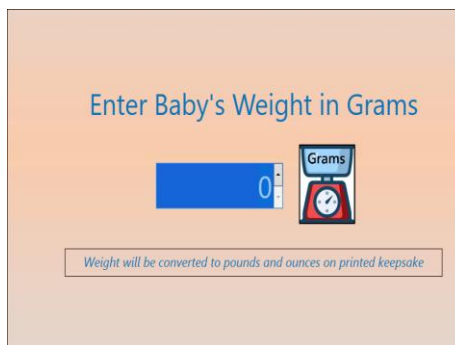 Enter Baby's Weight in Grams
Grams
0
Weight will be converted to pounds and ounces on printed keepsake